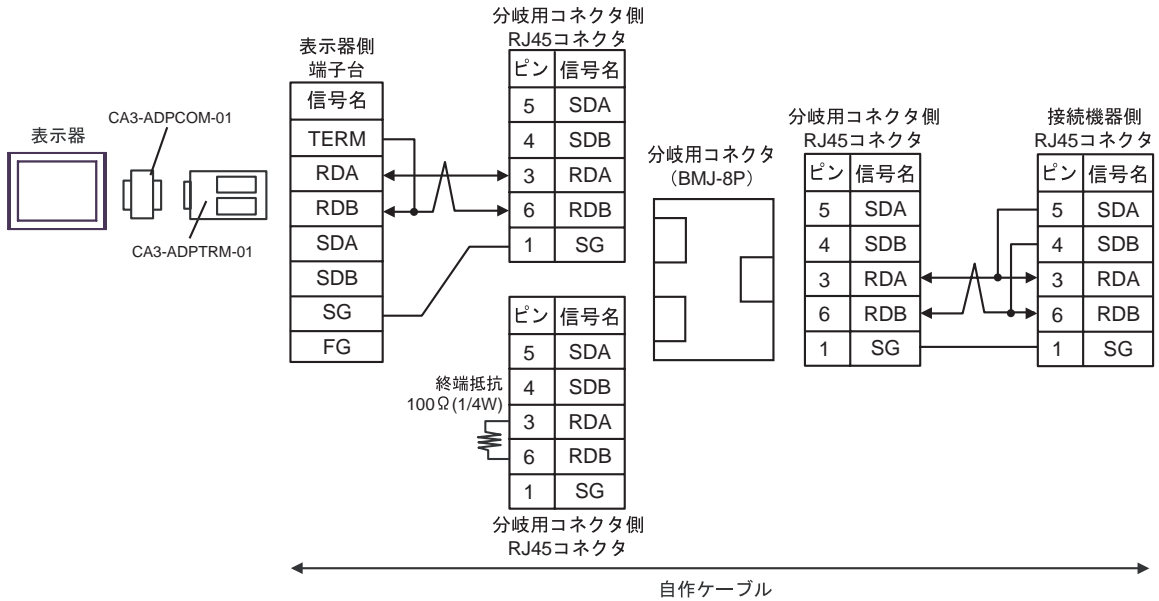 表示器
CA3-ADPCOM-01
CA3-ADPTRM-01
表示器側
端子台
信号名
TERM
RDA
RDB
SDA
SDB
SG
FG
分岐用コネクタ側
RJ45コネクタ
ピン 信号名
5 SDA
4 SDB
3 RDA
6 RDB
1 SG
終端抵抗
100Ω(1/4W)
ピン 信号名
5 SDA
4 SDB
3 RDA
6 RDB
1 SG
分岐用コネクタ側
RJ45コネクタ
分岐用コネクタ
（BMJ-8P）
分岐用コネクタ側
RJ45コネクタ
ピン 信号名
5 SDA
4 SDB
3 RDA
6 RDB
1 SG
接続機器側
RJ45コネクタ
ピン 信号名
5 SDA
4 SDB
3 RDA
6 RDB
1 SG
自作ケーブル